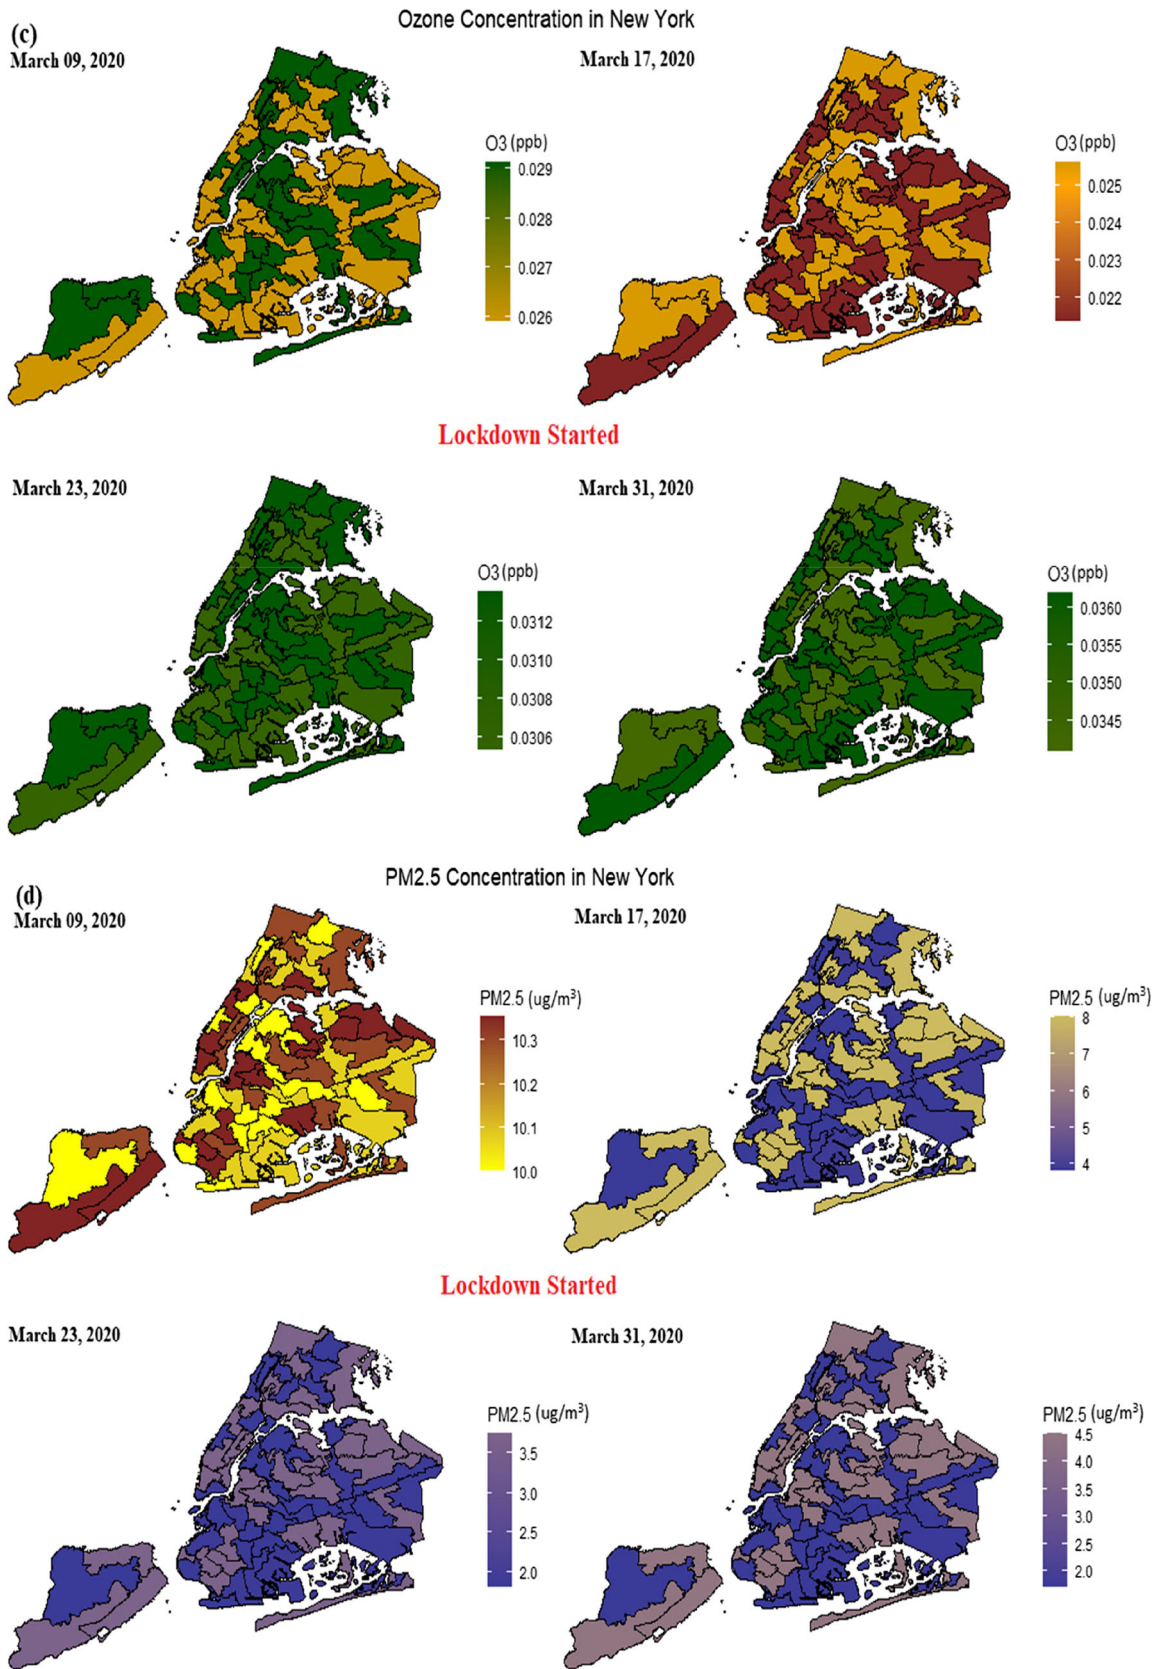 (c)
Ozone Concentration in New York
March 09, 2020
March 17, 2020
O3 (ppb)
0.029
0.028
0.027
0.026
O3 (ppb)
0.025
0.024
0.023
0.022
Lockdown Started
March 23, 2020
March 31, 2020
O3 (ppb)
0.0312
0.0310
0.0308
0.0306
O3 (ppb)
0.0360
0.0355
0.0350
0.0345
(d)
PM2.5 Concentration in New York
March 09, 2020
March 17, 2020
PM2.5 (ug/m³)
10.3
10.2
10.1
10.0
PM2.5 (ug/m³)
8
7
6
5
4
Lockdown Started
March 23, 2020
March 31, 2020
PM2.5 (ug/m³)
3.5
3.0
2.5
2.0
PM2.5 (ug/m³)
4.5
4.0
3.5
3.0
2.5
2.0